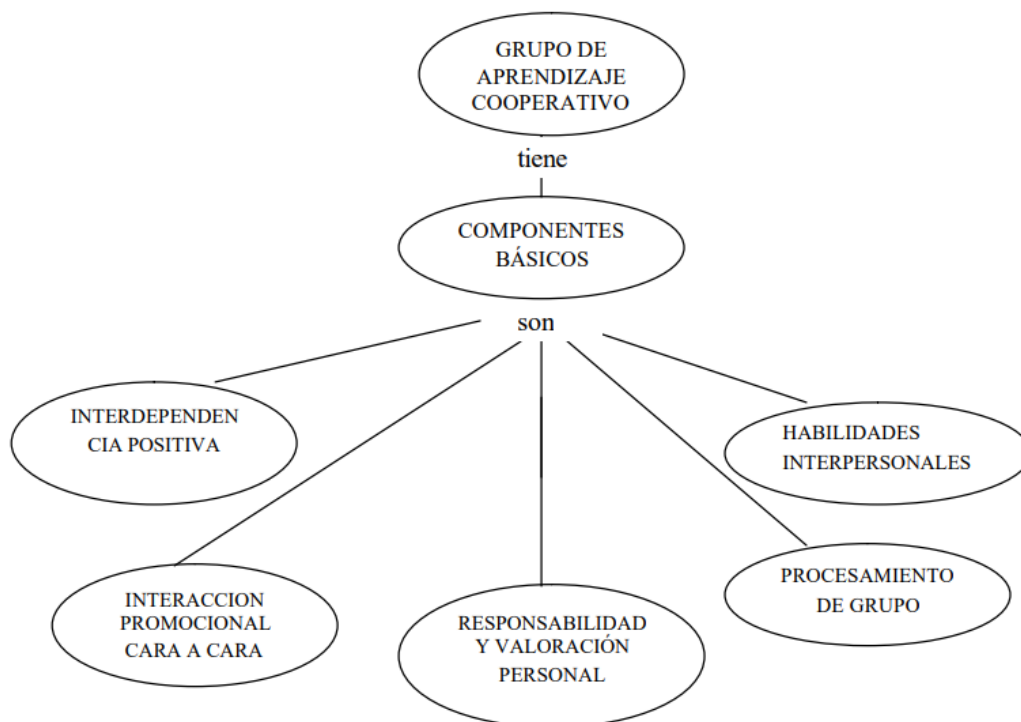 GRUPO DE
APRENDIZAJE
COOPERATIVO
tiene
COMPONENTES
BÁSICOS
son
INTERDEPENDEN
CIA POSITIVA
HABILIDADES
INTERPERSONALES
INTERACCION
PROMOCIONAL
CARA A CARA
RESPONSABILIDAD
Y VALORACIÓN
PERSONAL
PROCESAMIENTO
DE GRUPO